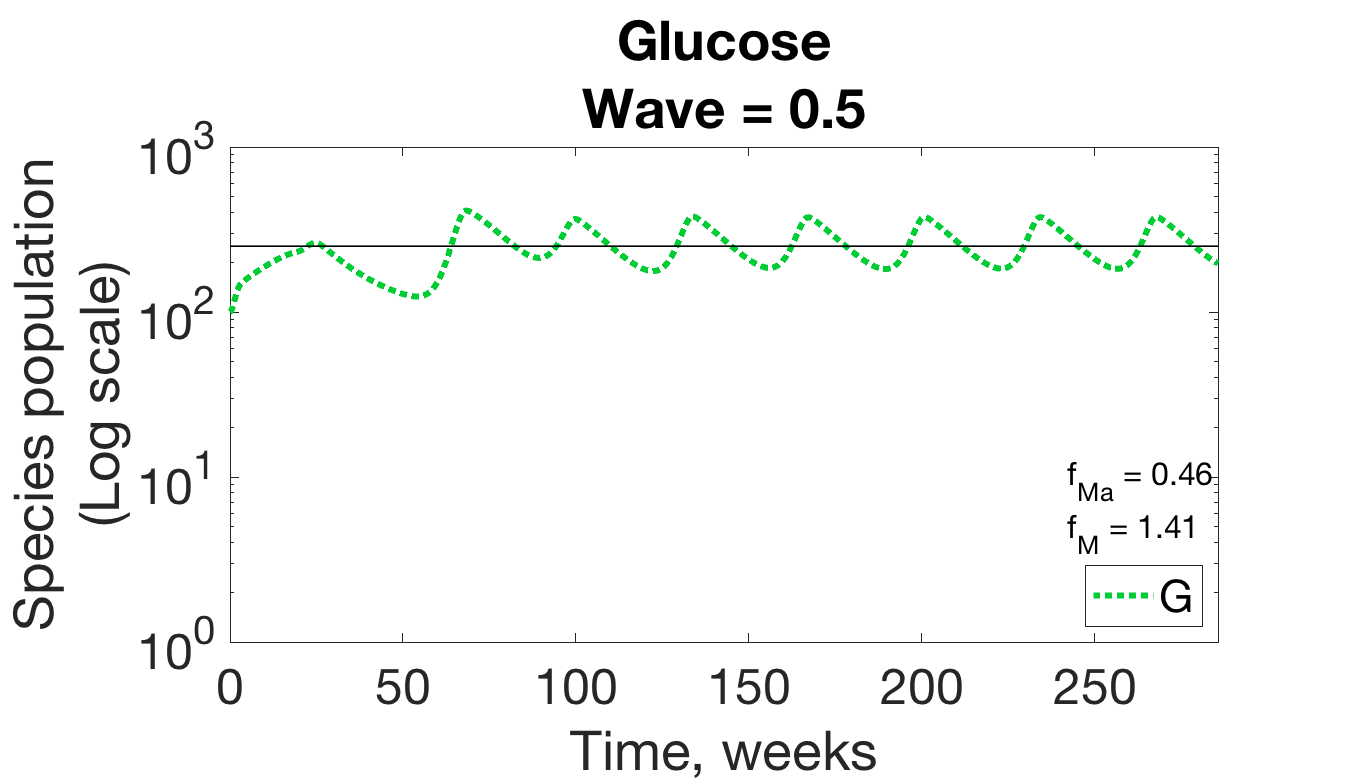 Glucose
Wave = 0.5
Species population
(Log scale)
10^3
10^2
10^1
10^0
f_Ma = 0.46
f_M = 1.41
G
0 50 100 150 200 250
Time, weeks